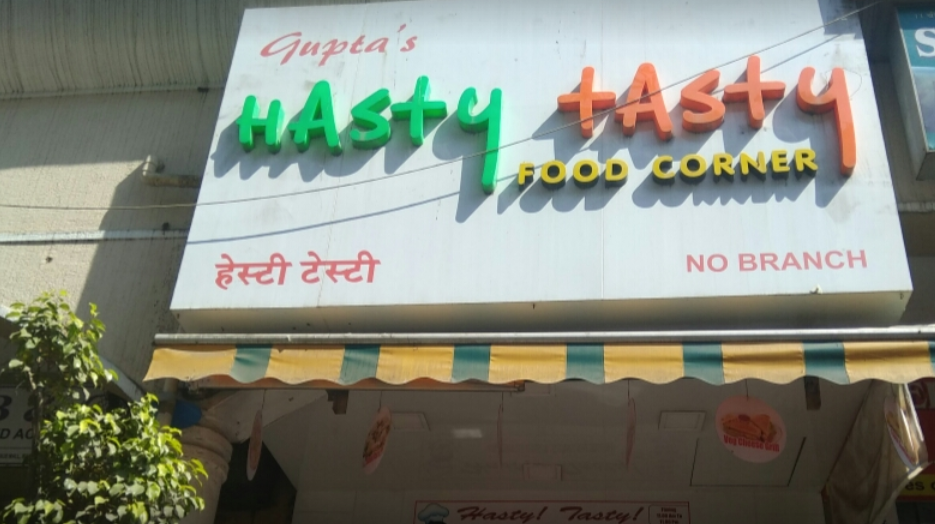 Gupta's
HAsty tAsty
FOOD CORNER
हेस्टी टेस्टी
NO BRANCH
Hasty! Tasty!